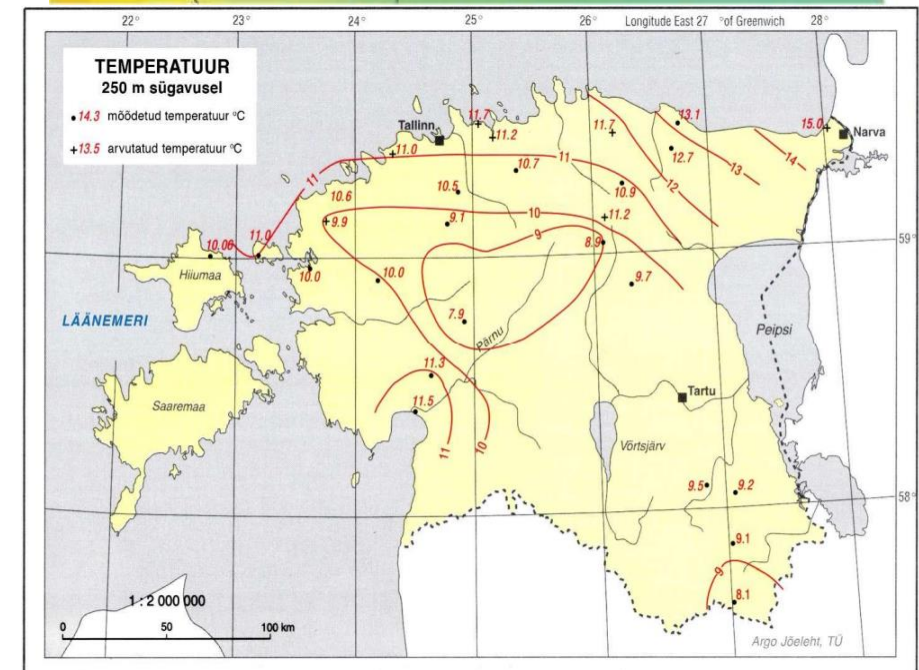 22° 23° 24° 25° 26° Longitude East 27 °of Greenwich 28°
TEMPERATUUR
250 m sügavusel
14.3 mõõdetud temperatuur °C
+13.5 arvutatud temperatuur °C
11.7
11.2
11.7
13.1
15.0
Narva
Tallinn
11.0
12.7
14
13
12
11
10.7
11
10.9
10.5
10.6
9.9
9.1
10
11.2
9
8.9
59°
11.0
10.06
Hiiumaa
10.0
10.0
9.7
LÄÄNEMERI
7.9
Pärnu
Peipsi
11.3
11.5
Saaremaa
Tartu
11
10
Võrtsjärv
9.5
9.2
58°
9.1
9
8.1
1 : 2 000 000
0 50 100 km
Argo Jõeleht, TÜ